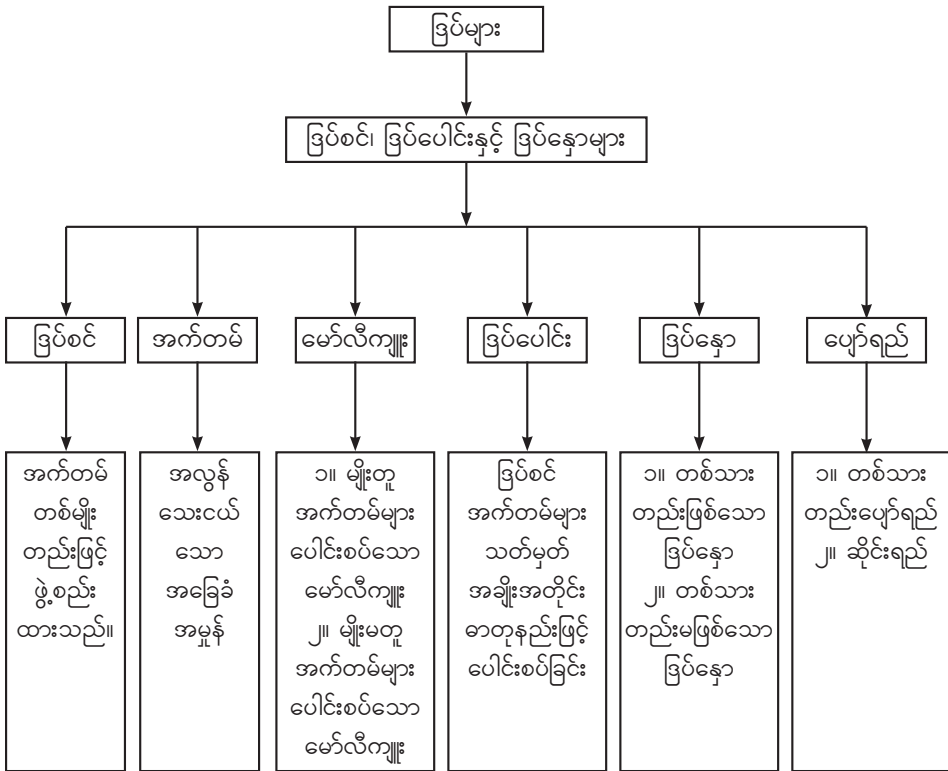 ဒြပ်များ
ဒြပ်စင်၊ ဒြပ်ပေါင်းနှင့် ဒြပ်နှောများ
ဒြပ်စင်
အက်တမ်
မော်လီကျူး
ဒြပ်ပေါင်း
ဒြပ်နှော
ပျော်ရည်
အက်တမ်
တစ်မျိုး
တည်းဖြင့်
ဖွဲ့စည်း
ထားသည်။
အလွန်
သေးငယ်
သော
အခြေခံ
အမှုန်
၁။ မျိုးတူ
အက်တမ်များ
ပေါင်းစပ်သော
မော်လီကျူး
၂။ မျိုးမတူ
အက်တမ်များ
ပေါင်းစပ်သော
မော်လီကျူး
ဒြပ်စင်
အက်တမ်များ
သတ်မှတ်
အချိုးအတိုင်း
ဓာတုနည်းဖြင့်
ပေါင်းစပ်ခြင်း
၁။ တစ်သား
တည်းဖြစ်သော
ဒြပ်နှော
၂။ တစ်သား
တည်းမဖြစ်သော
ဒြပ်နှော
၁။ တစ်သား
တည်းပျော်ရည်
၂။ ဆိုင်းရည်